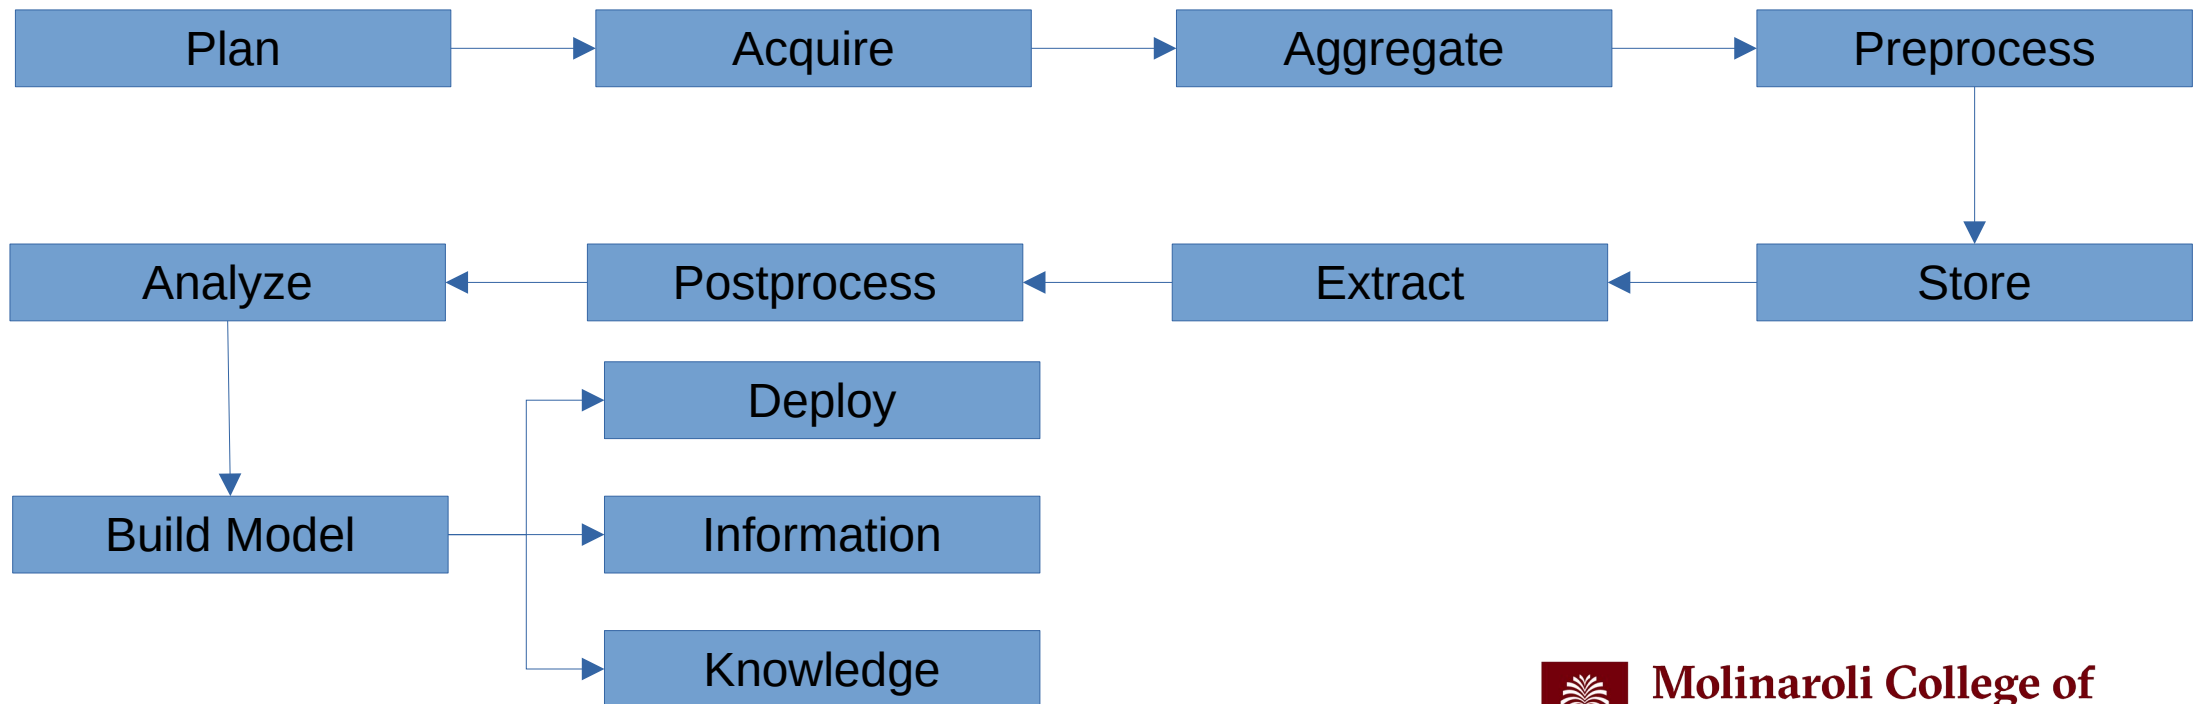 Plan
Acquire
Aggregate
Preprocess
Analyze
Postprocess
Extract
Store
Deploy
Build Model
Information
Knowledge
Molinaroli College of